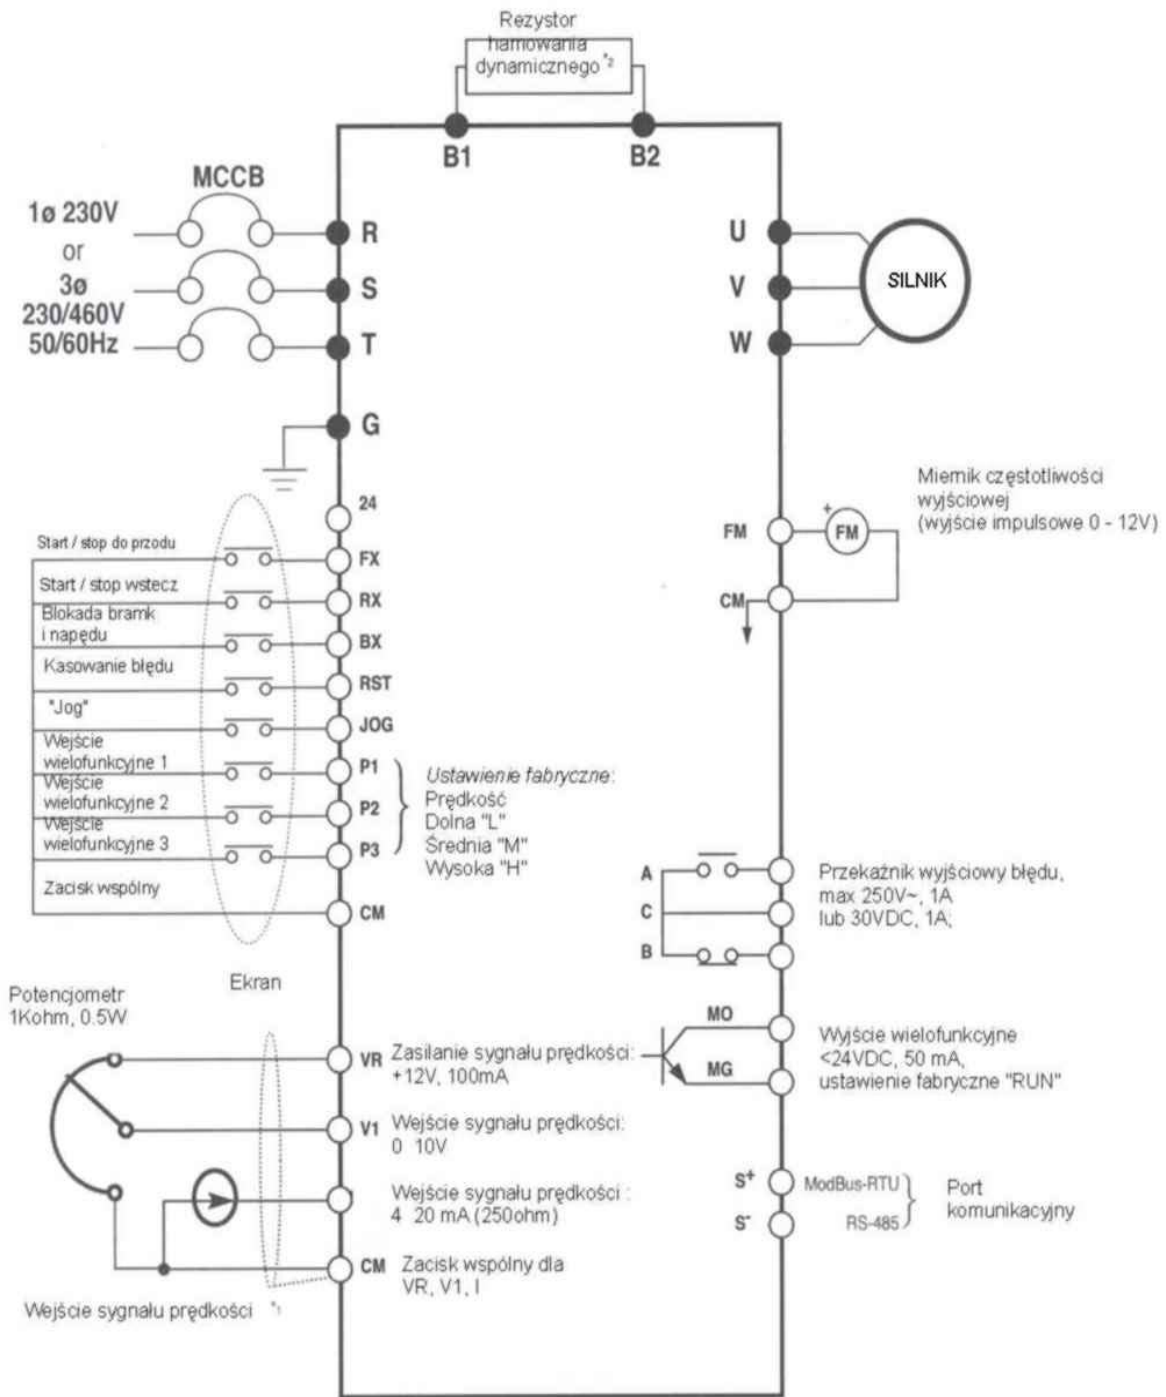 Rezystor
hamowania
dynamicznego *2
B1
B2
MCCB
1ø 230V
or
3ø
230/460V
50/60Hz
R
S
T
G
U
V
W
SILNIK
24
Start / stop do przodu
FX
Start / stop wstecz
RX
Blokada bramk
i napędu
BX
Kasowanie błędu
RST
"Jog"
JOG
Wejście
wielofunkcyjne 1
P1
Wejście
wielofunkcyjne 2
P2
Wejście
wielofunkcyjne 3
P3
Zacisk wspólny
CM
Ustawienie fabryczne:
Prędkość
Dolna "L"
Średnia "M"
Wysoka "H"
Ekran
Miernik częstotliwości
wyjściowej
(wyjście impulsowe 0 - 12V)
FM
+
FM
CM
A
C
B
Przekaźnik wyjściowy błędu,
max 250V~, 1A
lub 30VDC, 1A;
Potencjometr
1Kohm, 0.5W
VR
Zasilanie sygnału prędkości:
+12V, 100mA
V1
Wejście sygnału prędkości:
0 10V
Wejście sygnału prędkości :
4 20 mA (250ohm)
CM
Zacisk wspólny dla
VR, V1, I
Wejście sygnału prędkości *1
MO
MG
Wyjście wielofunkcyjne
<24VDC, 50 mA,
ustawienie fabryczne "RUN"
S+
ModBus-RTU
S-
RS-485
Port
komunikacyjny